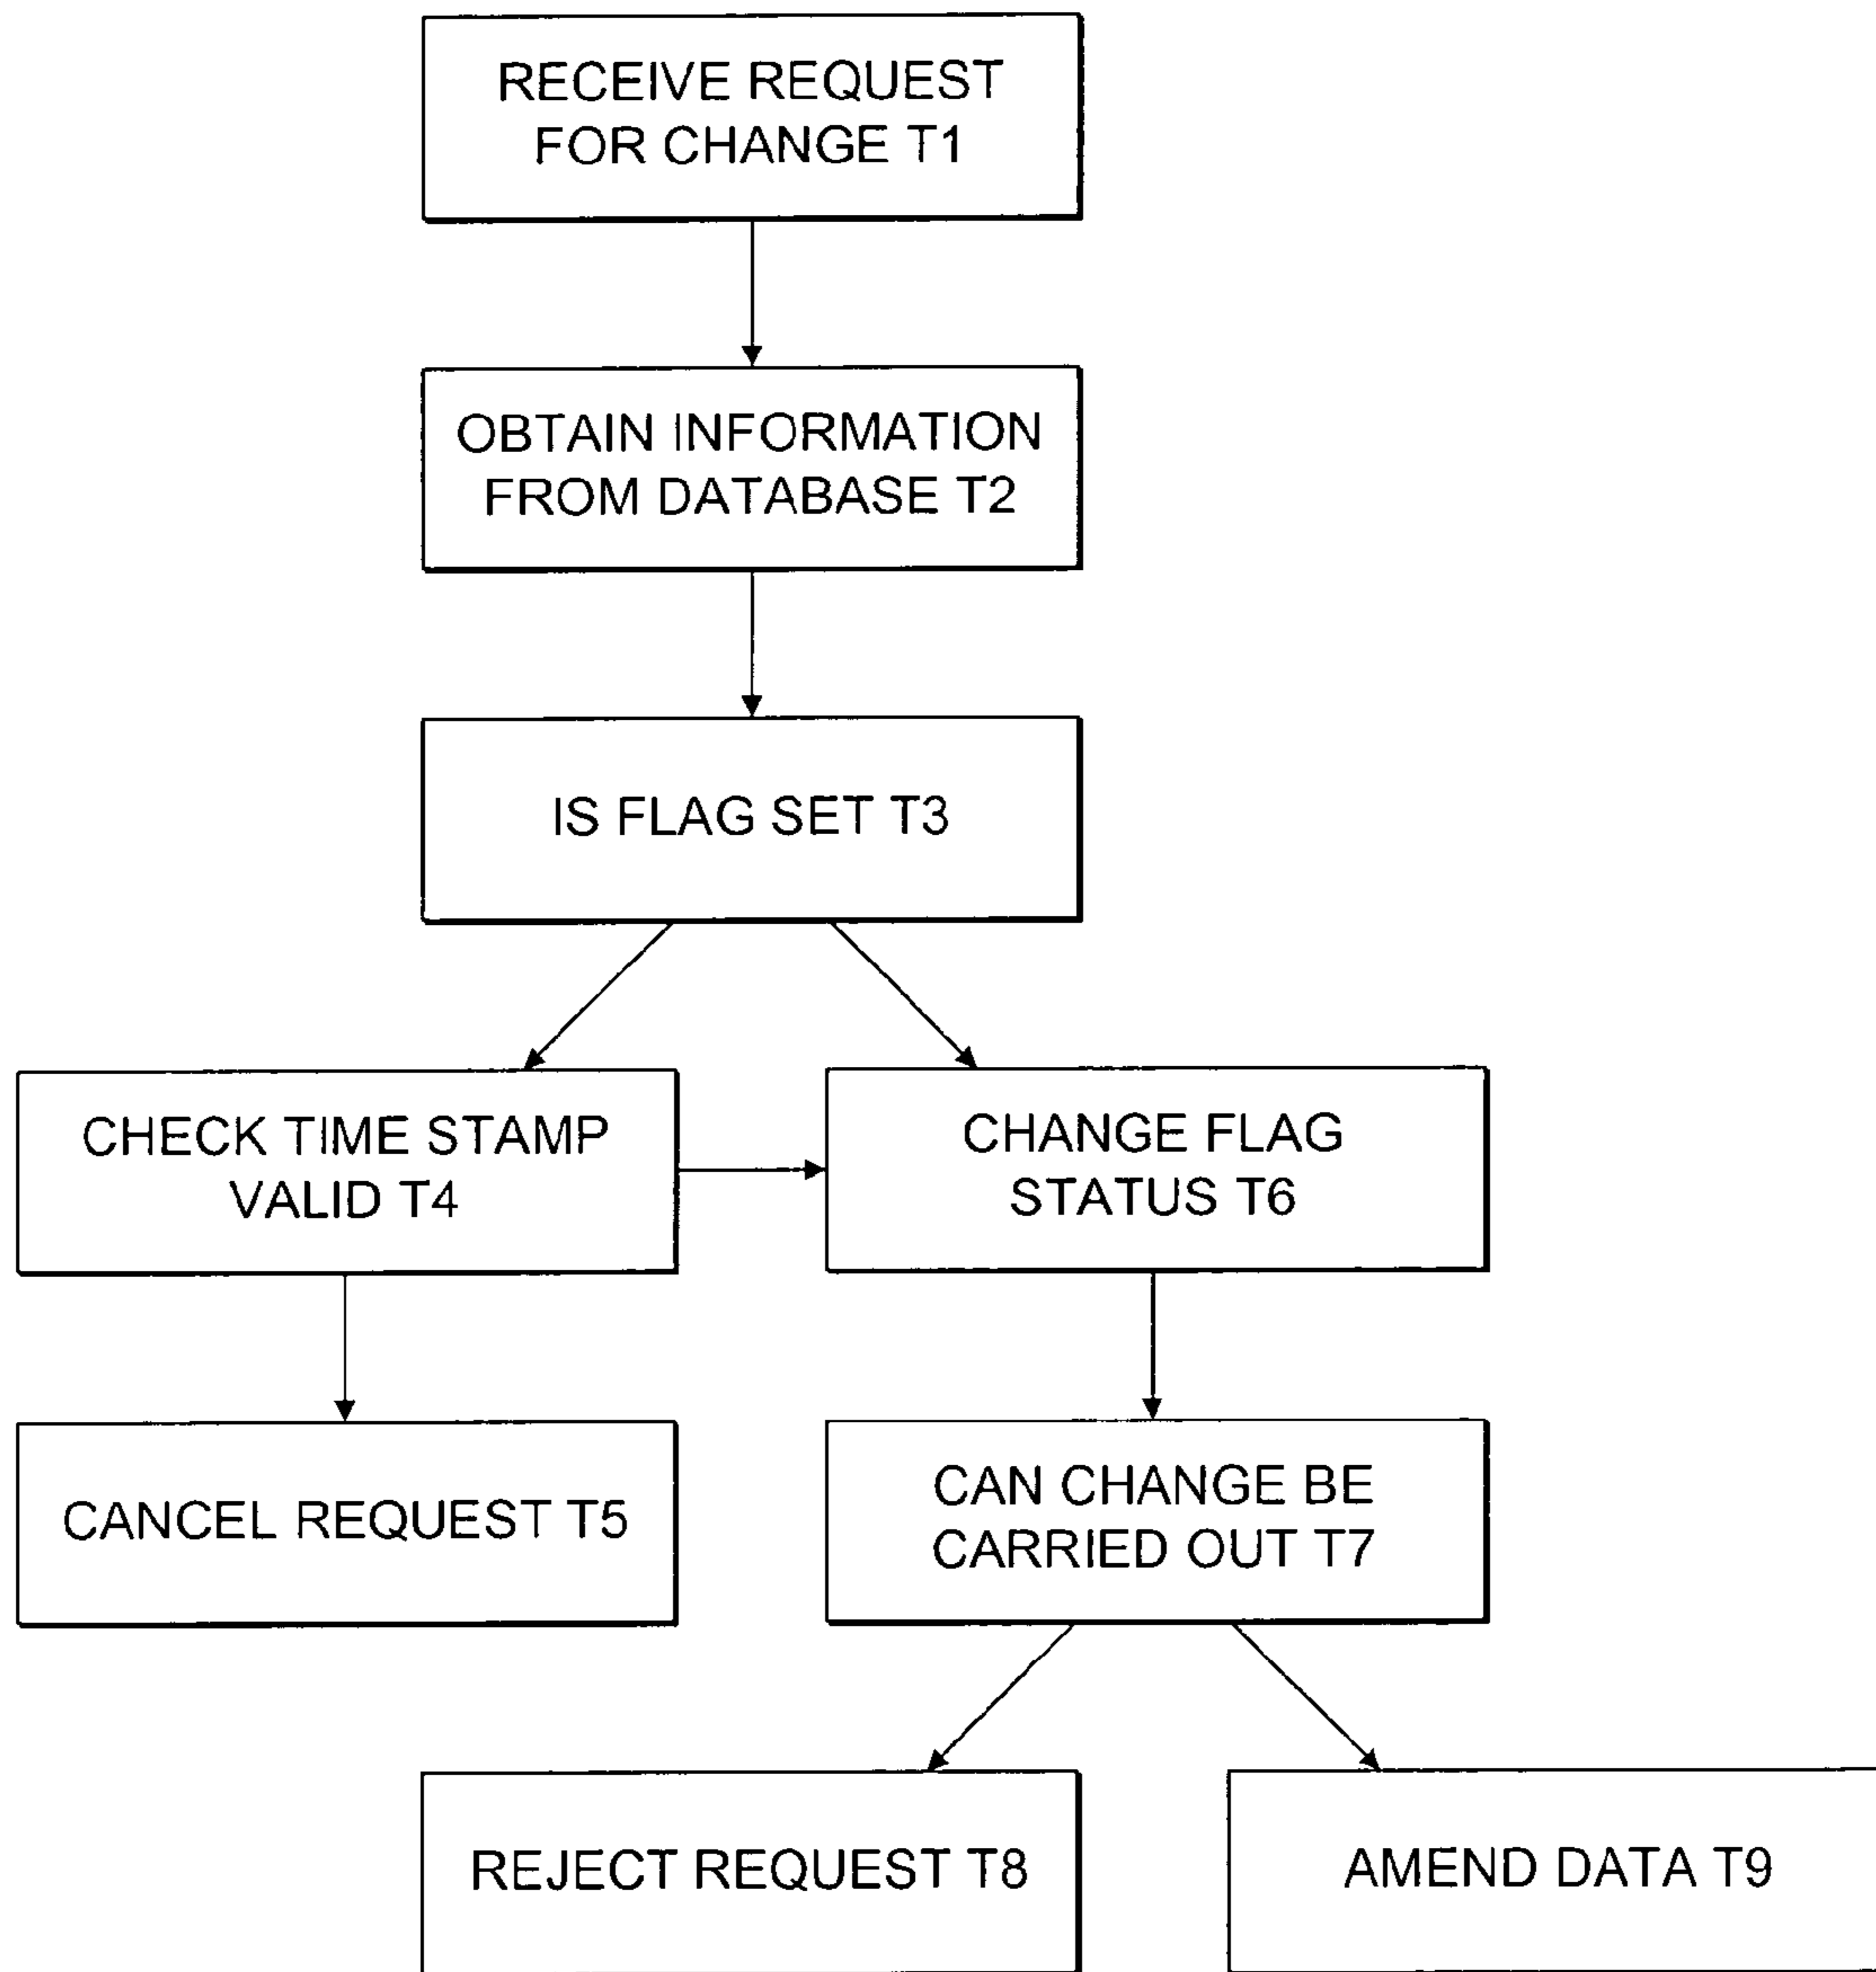 RECEIVE REQUEST
FOR CHANGE T1
OBTAIN INFORMATION
FROM DATABASE T2
IS FLAG SET T3
CHECK TIME STAMP
VALID T4
CHANGE FLAG
STATUS T6
CANCEL REQUEST T5
CAN CHANGE BE
CARRIED OUT T7
REJECT REQUEST T8
AMEND DATA T9